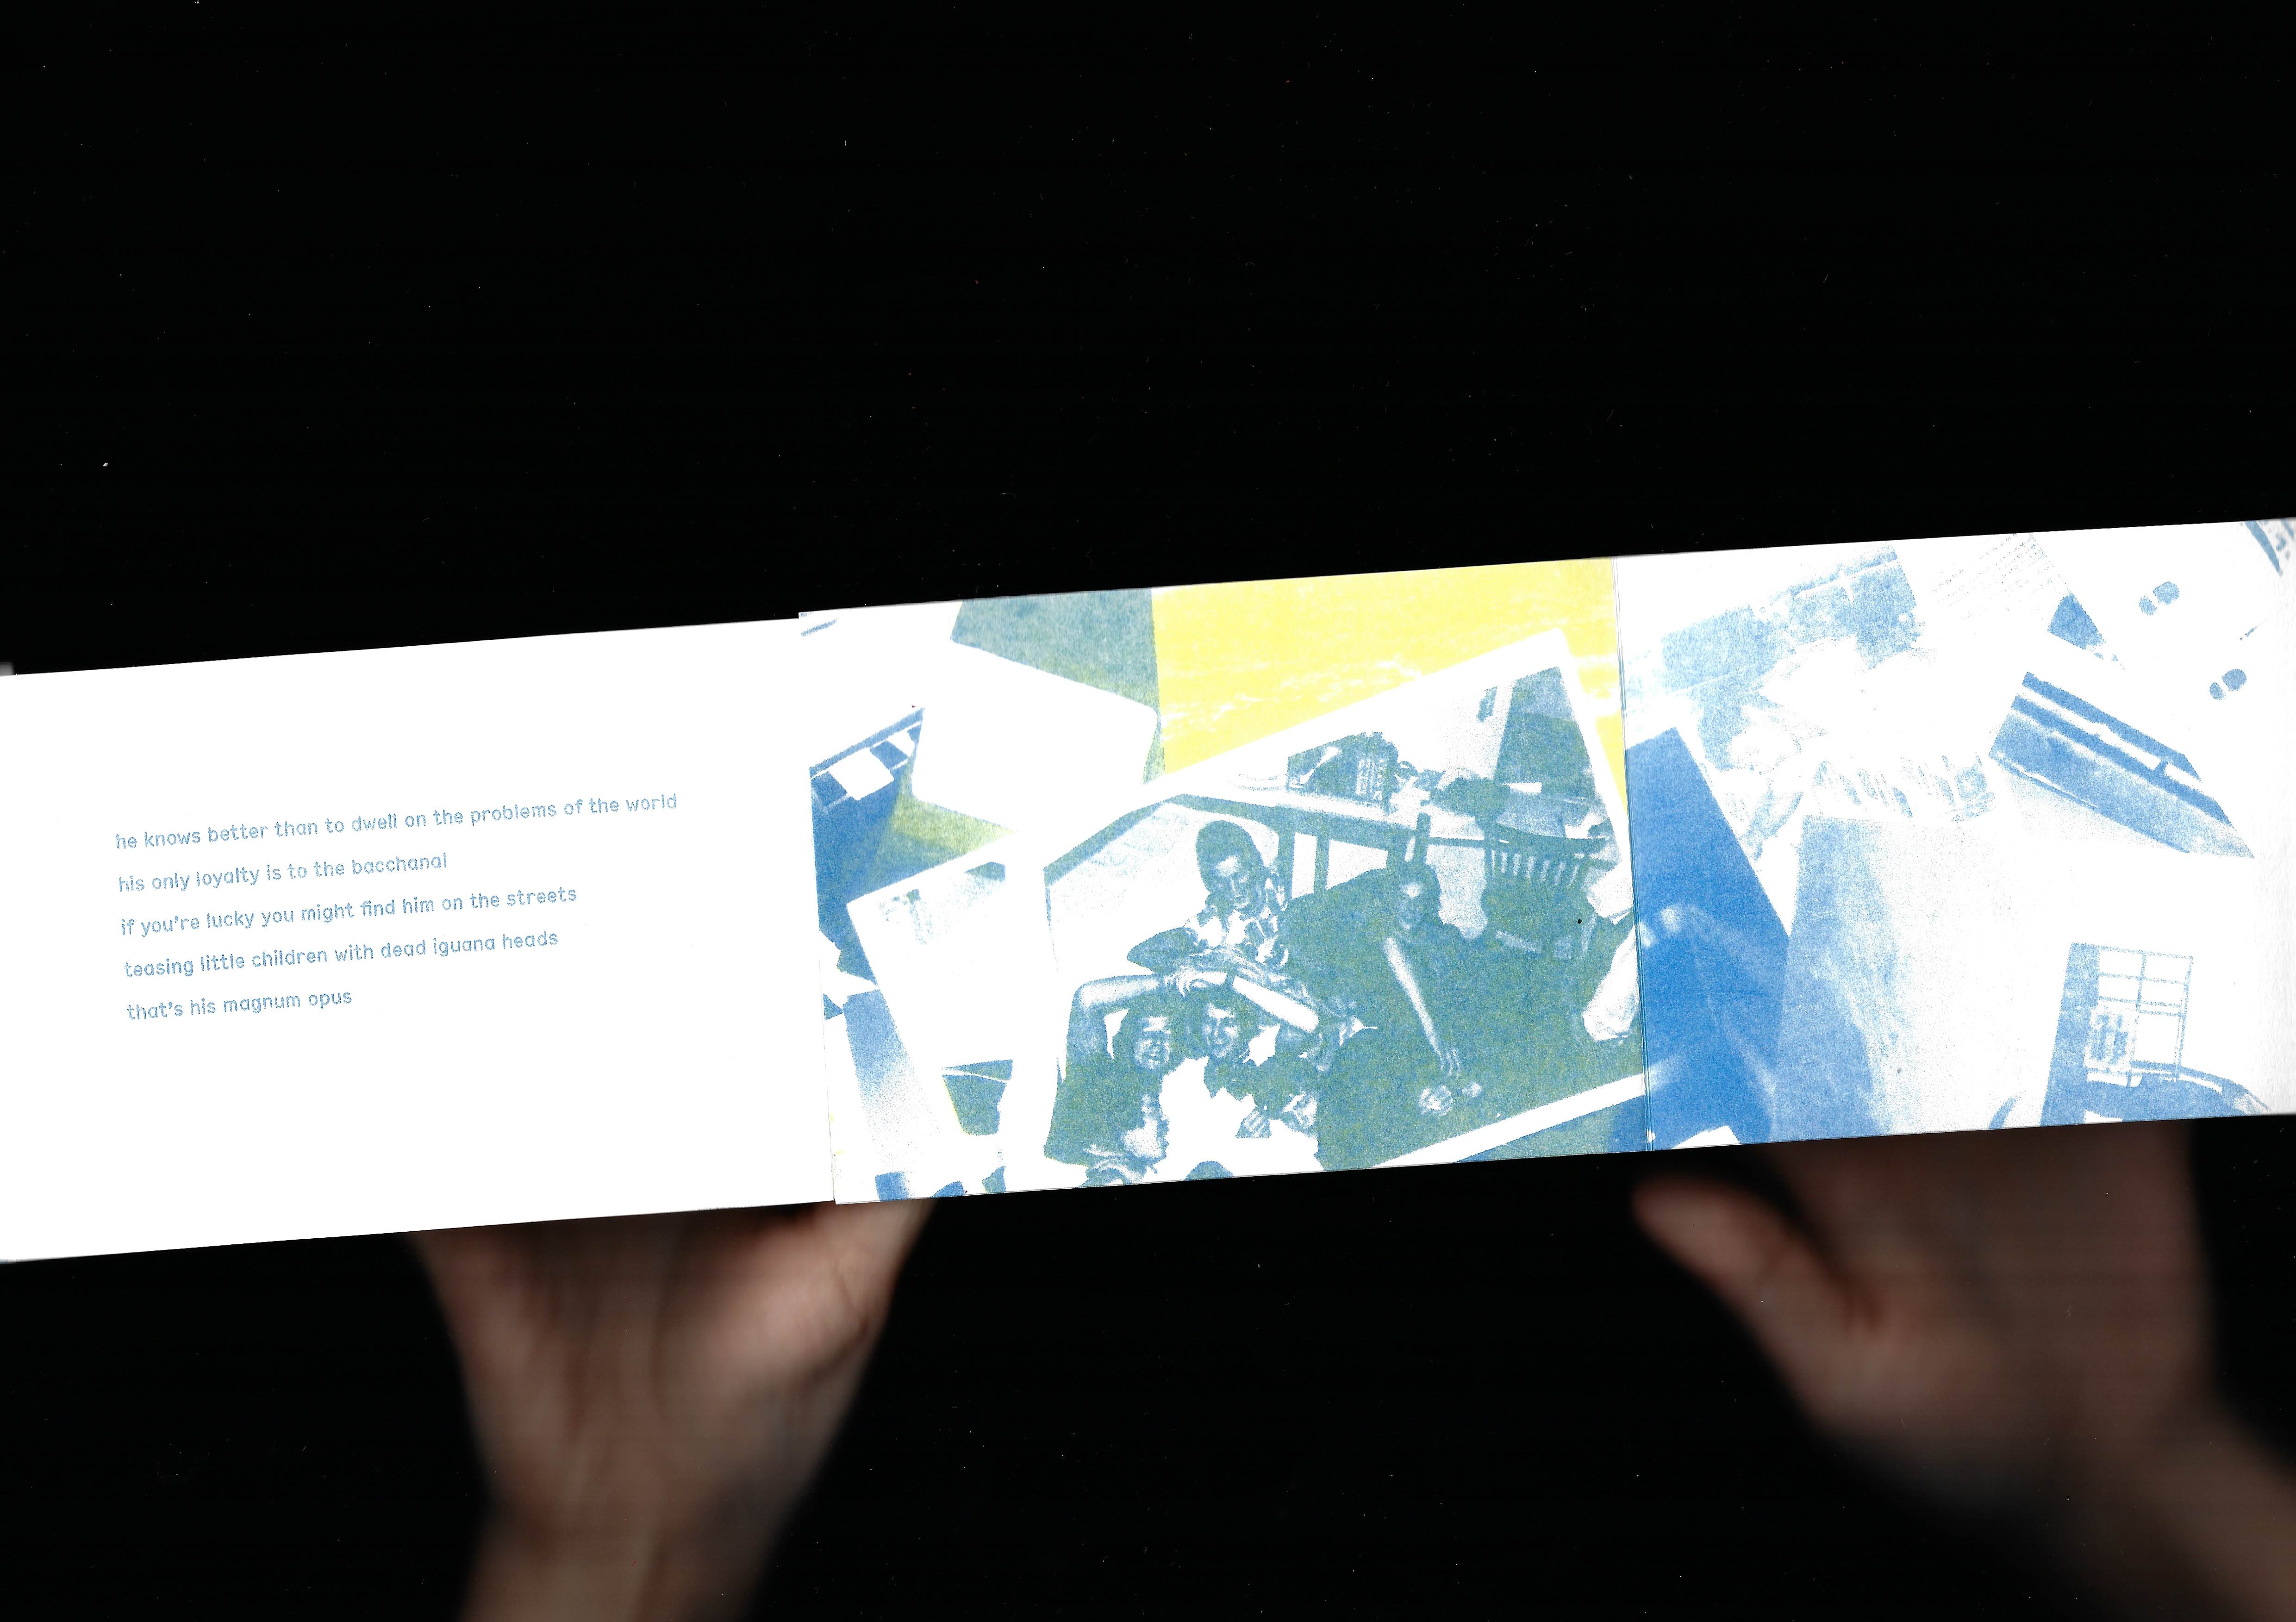 he knows better than to dwell on the problems of the world
his only loyalty is to the bacchanal
if you're lucky you might find him on the streets
teasing little children with dead iguana heads
that's his magnum opus